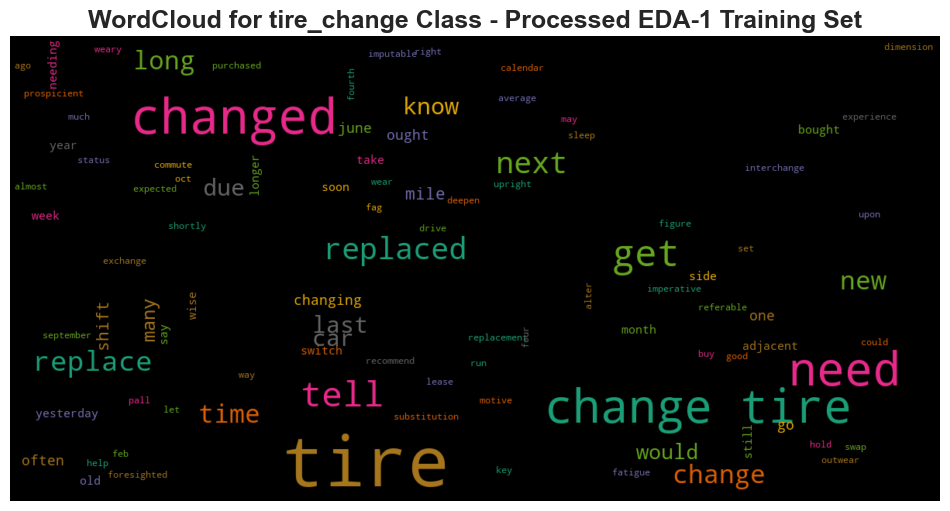 WordCloud for tire_change Class - Processed EDA-1 Training Set
weary
needing
long
purchased
imputable
right
dimension
ago
calendar
prospicient
fourth
average
changed
know
much
june
ought
may
experience
sleep
bought
year
status
commute
oct
due
longer
take
next
interchange
almost
expected
soon
wear
mile
upright
deepen
fag
week
shortly
drive
upon
figure
replaced
get
set
exchange
side
new
imperative
alter
changing
referable
shift
many
wise
say
last
car
one
month
september
replacement
four
adjacent
could
switch
buy
good
replace
recommend
run
need
way
lease
tell
pall
let
motive
change tire
yesterday
time
substitution
go
still
hold
swap
would
often
feb
help
foresighted
old
tire
key
fatigue
change
outwear